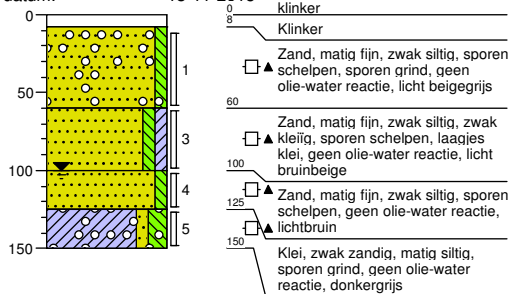 0
50
100
150
1
3
4
5
0
klinker
8
Klinker
Zand, matig fijn, zwak siltig, sporen
schelpen, sporen grind, geen
olie-water reactie, licht beigegrijs
60
Zand, matig fijn, zwak siltig, zwak
kleiïg, sporen schelpen, laagjes
klei, geen olie-water reactie, licht
bruinbeige
100
Zand, matig fijn, zwak siltig, sporen
schelpen, geen olie-water reactie,
lichtbruin
125
150
Klei, zwak zandig, matig siltig,
sporen grind, geen olie-water
reactie, donkergrijs